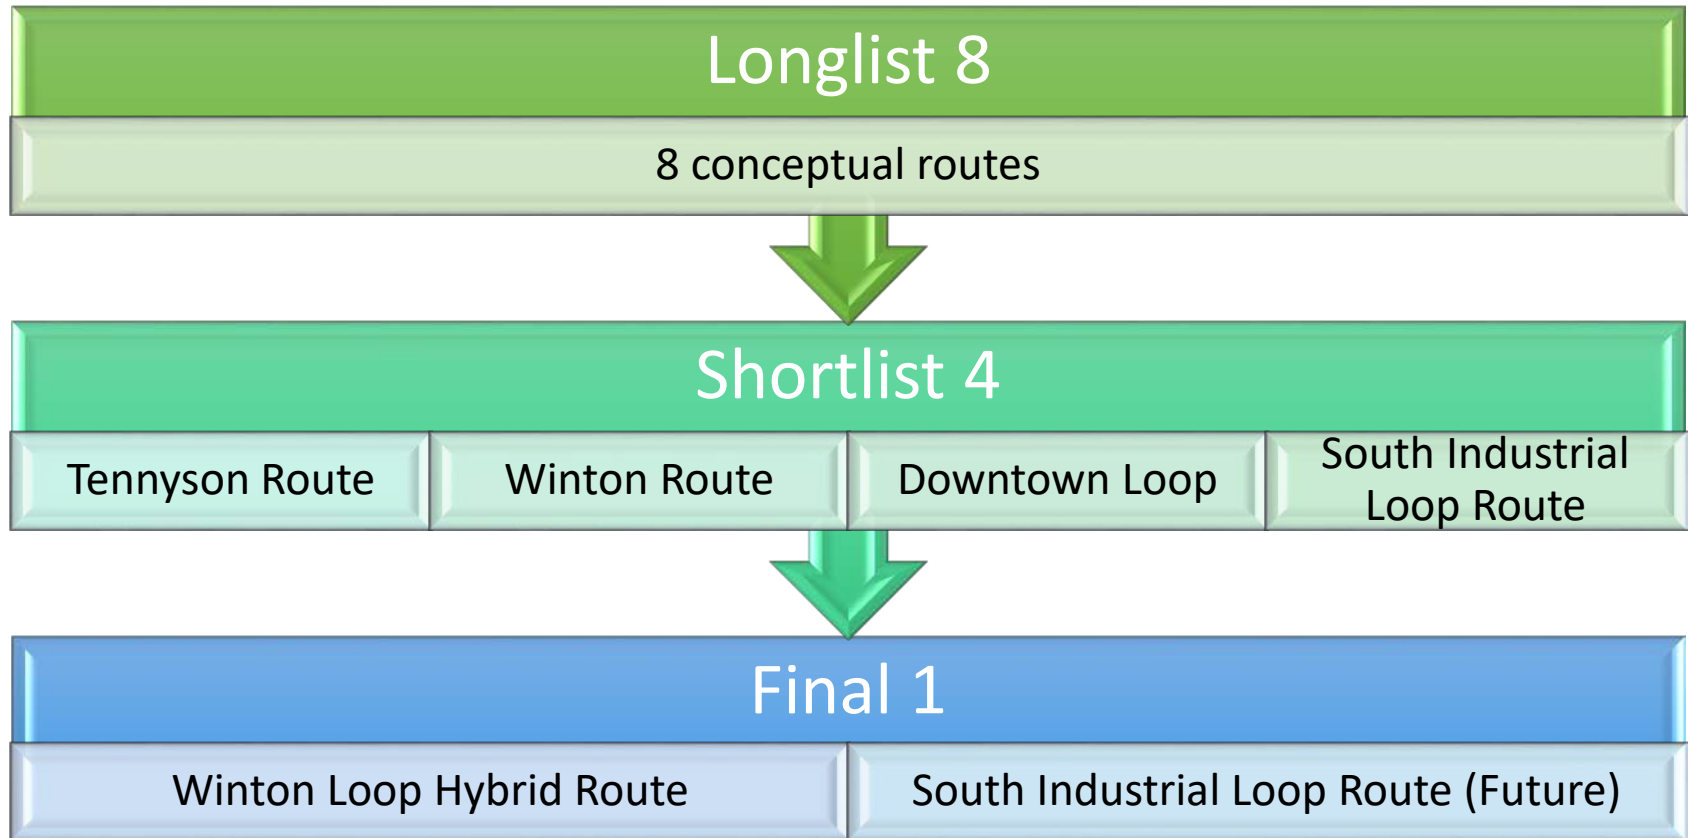 Longlist 8
8 conceptual routes
Shortlist 4
Tennyson Route
Winton Route
Downtown Loop
South Industrial
Loop Route
Final 1
Winton Loop Hybrid Route
South Industrial Loop Route (Future)